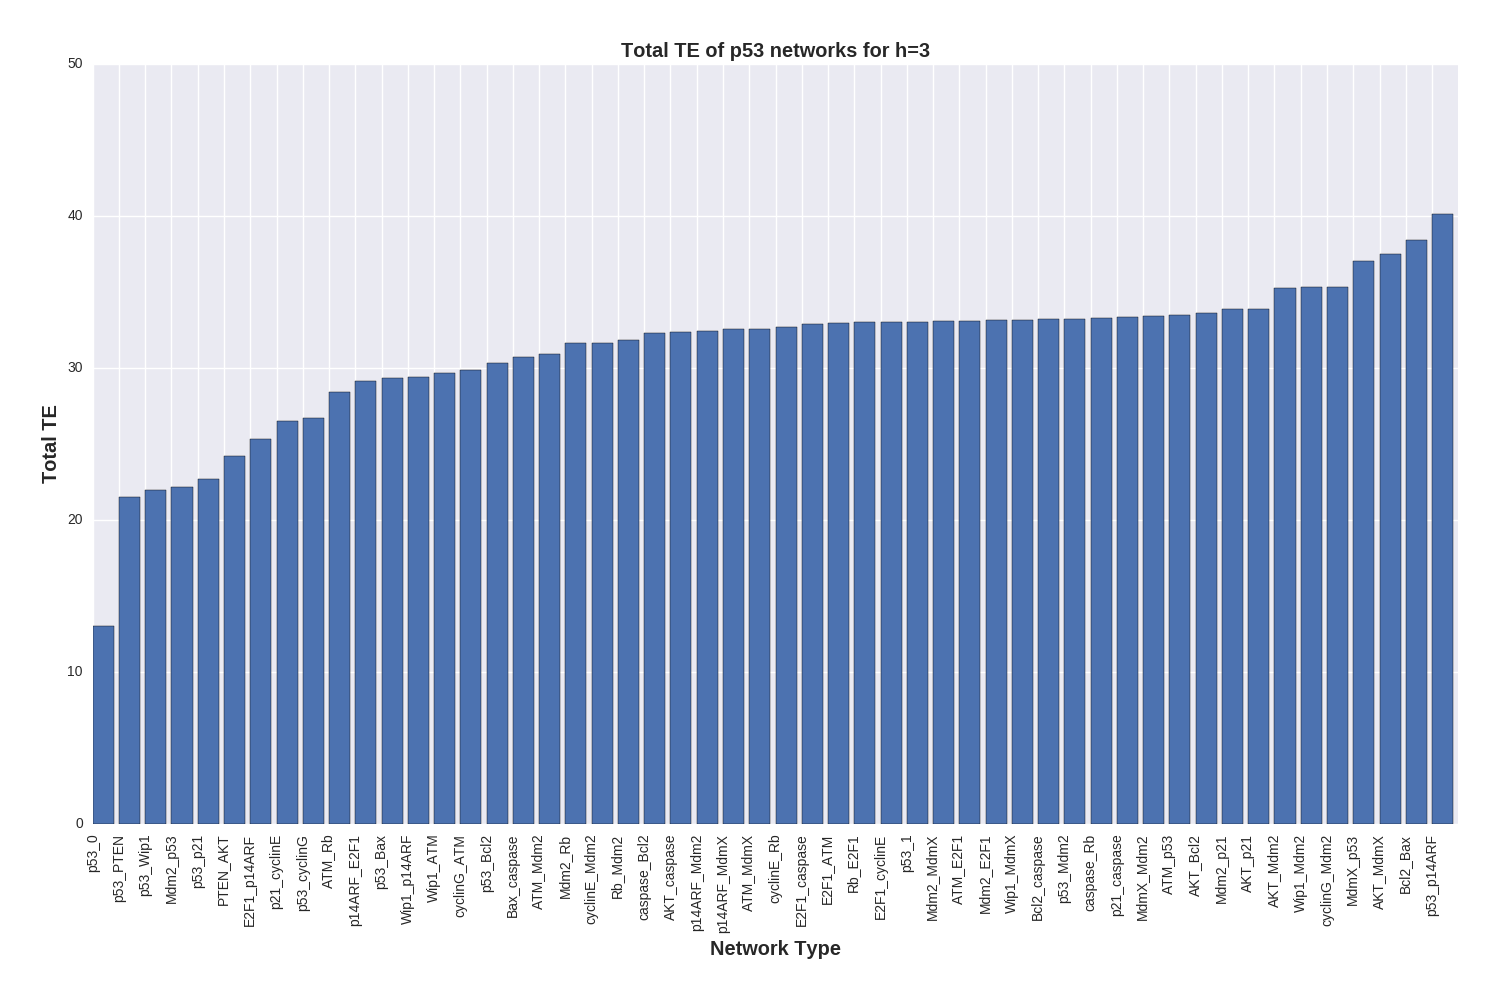 Total TE of p53 networks for h=3
50
40
30
20
10
0
Total TE
p53_0
p53_PTEN
p53_Wip1
Mdm2_p53
p53_p21
PTEN_AKT
E2F1_p14ARF
p21_cyclinE
p53_cyclinG
ATM_Rb
p14ARF_E2F1
p53_Bax
Wip1_p14ARF
Wip1_ATM
cyclinG_ATM
p53_Bcl2
Bax_caspase
ATM_Mdm2
Mdm2_Rb
cyclinE_Mdm2
Rb_Mdm2
caspase_Bcl2
AKT_caspase
p14ARF_Mdm2
p14ARF_MdmX
ATM_MdmX
cyclinE_Rb
E2F1_caspase
E2F1_ATM
Rb_E2F1
E2F1_cyclinE
p53_1
Mdm2_MdmX
ATM_E2F1
Mdm2_E2F1
Wip1_MdmX
Bcl2_caspase
p53_Mdm2
caspase_Rb
p21_caspase
MdmX_Mdm2
ATM_p53
AKT_Bcl2
Mdm2_p21
AKT_p21
AKT_Mdm2
Wip1_Mdm2
cyclinG_Mdm2
MdmX_p53
AKT_MdmX
Bcl2_Bax
p53_p14ARF
Network Type